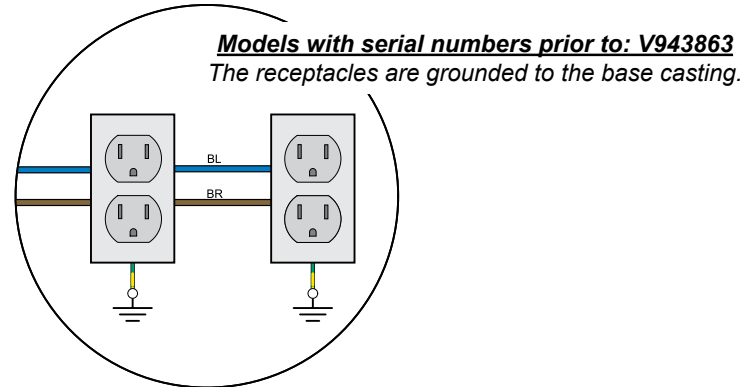 Models with serial numbers prior to: V943863
The receptacles are grounded to the base casting.
BL
BR